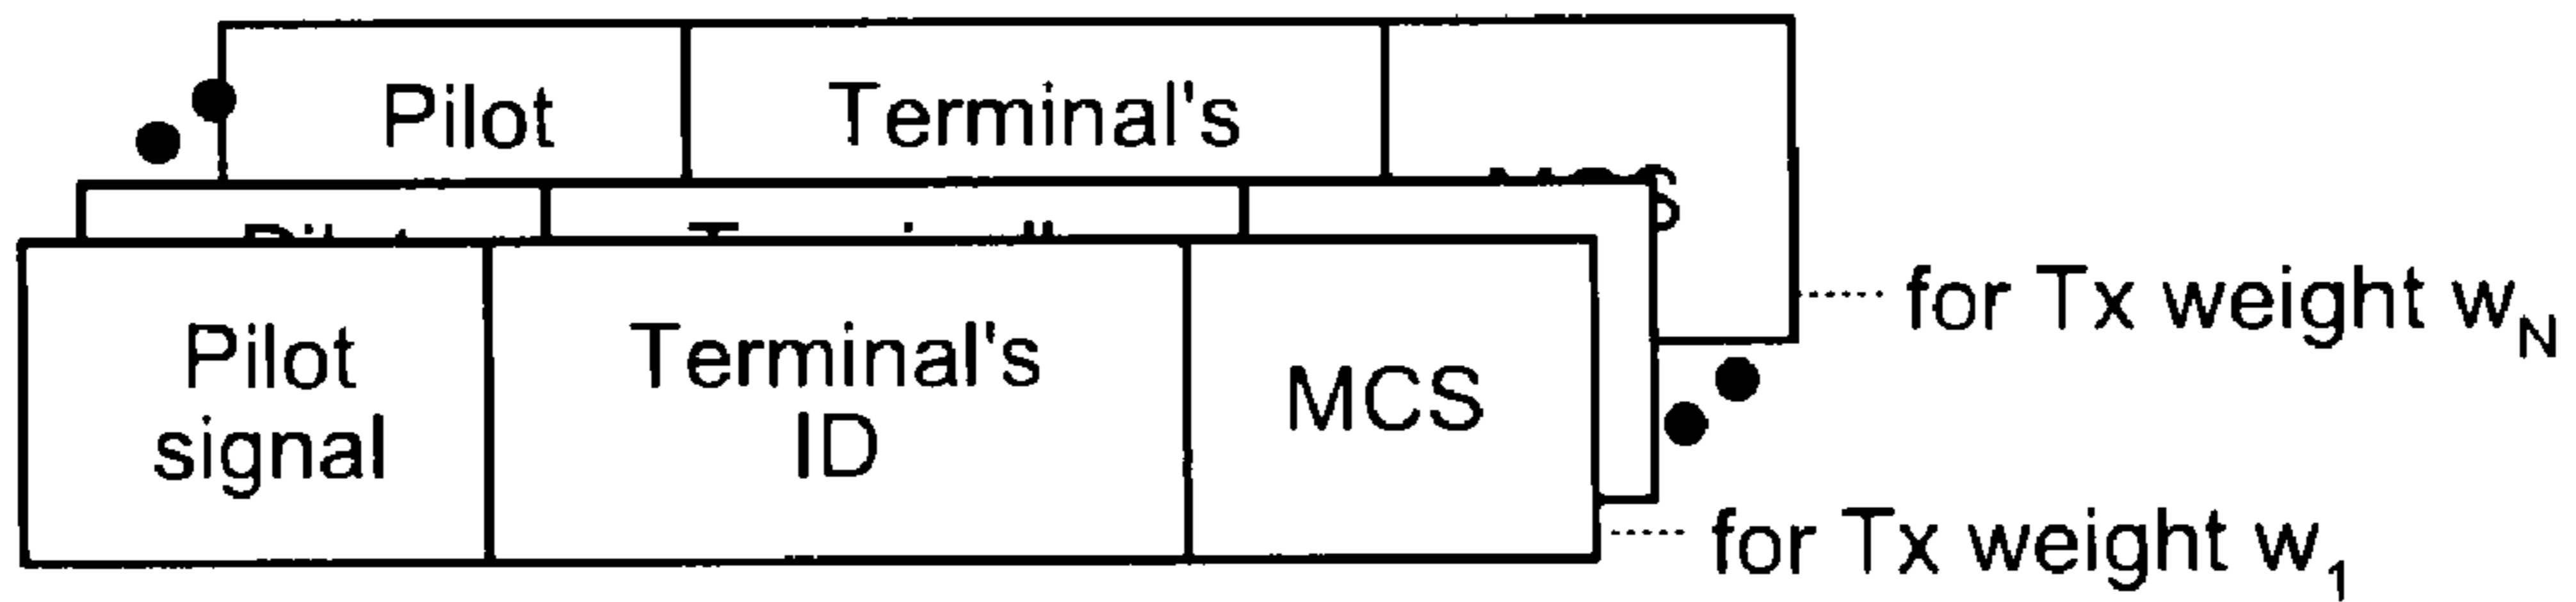 Pilot Terminal's
Pilot signal Terminal's ID MCS
for Tx weight w_N
for Tx weight w_1